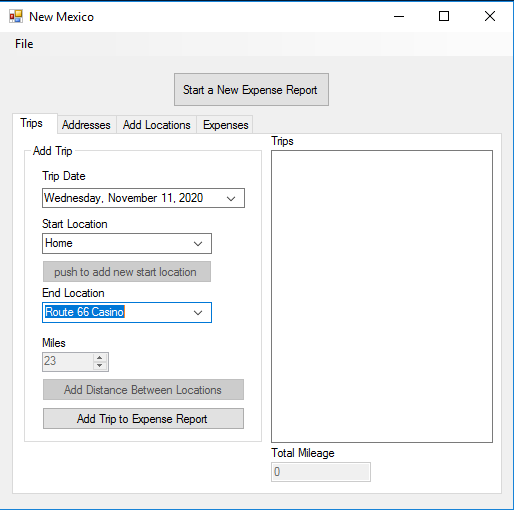 New Mexico
File
Start a New Expense Report
Trips
Addresses
Add Locations
Expenses
Add Trip
Trip Date
Wednesday, November 11, 2020
Start Location
Home
push to add new start location
End Location
Route 66 Casino
Miles
23
Add Distance Between Locations
Add Trip to Expense Report
Trips
Total Mileage
0